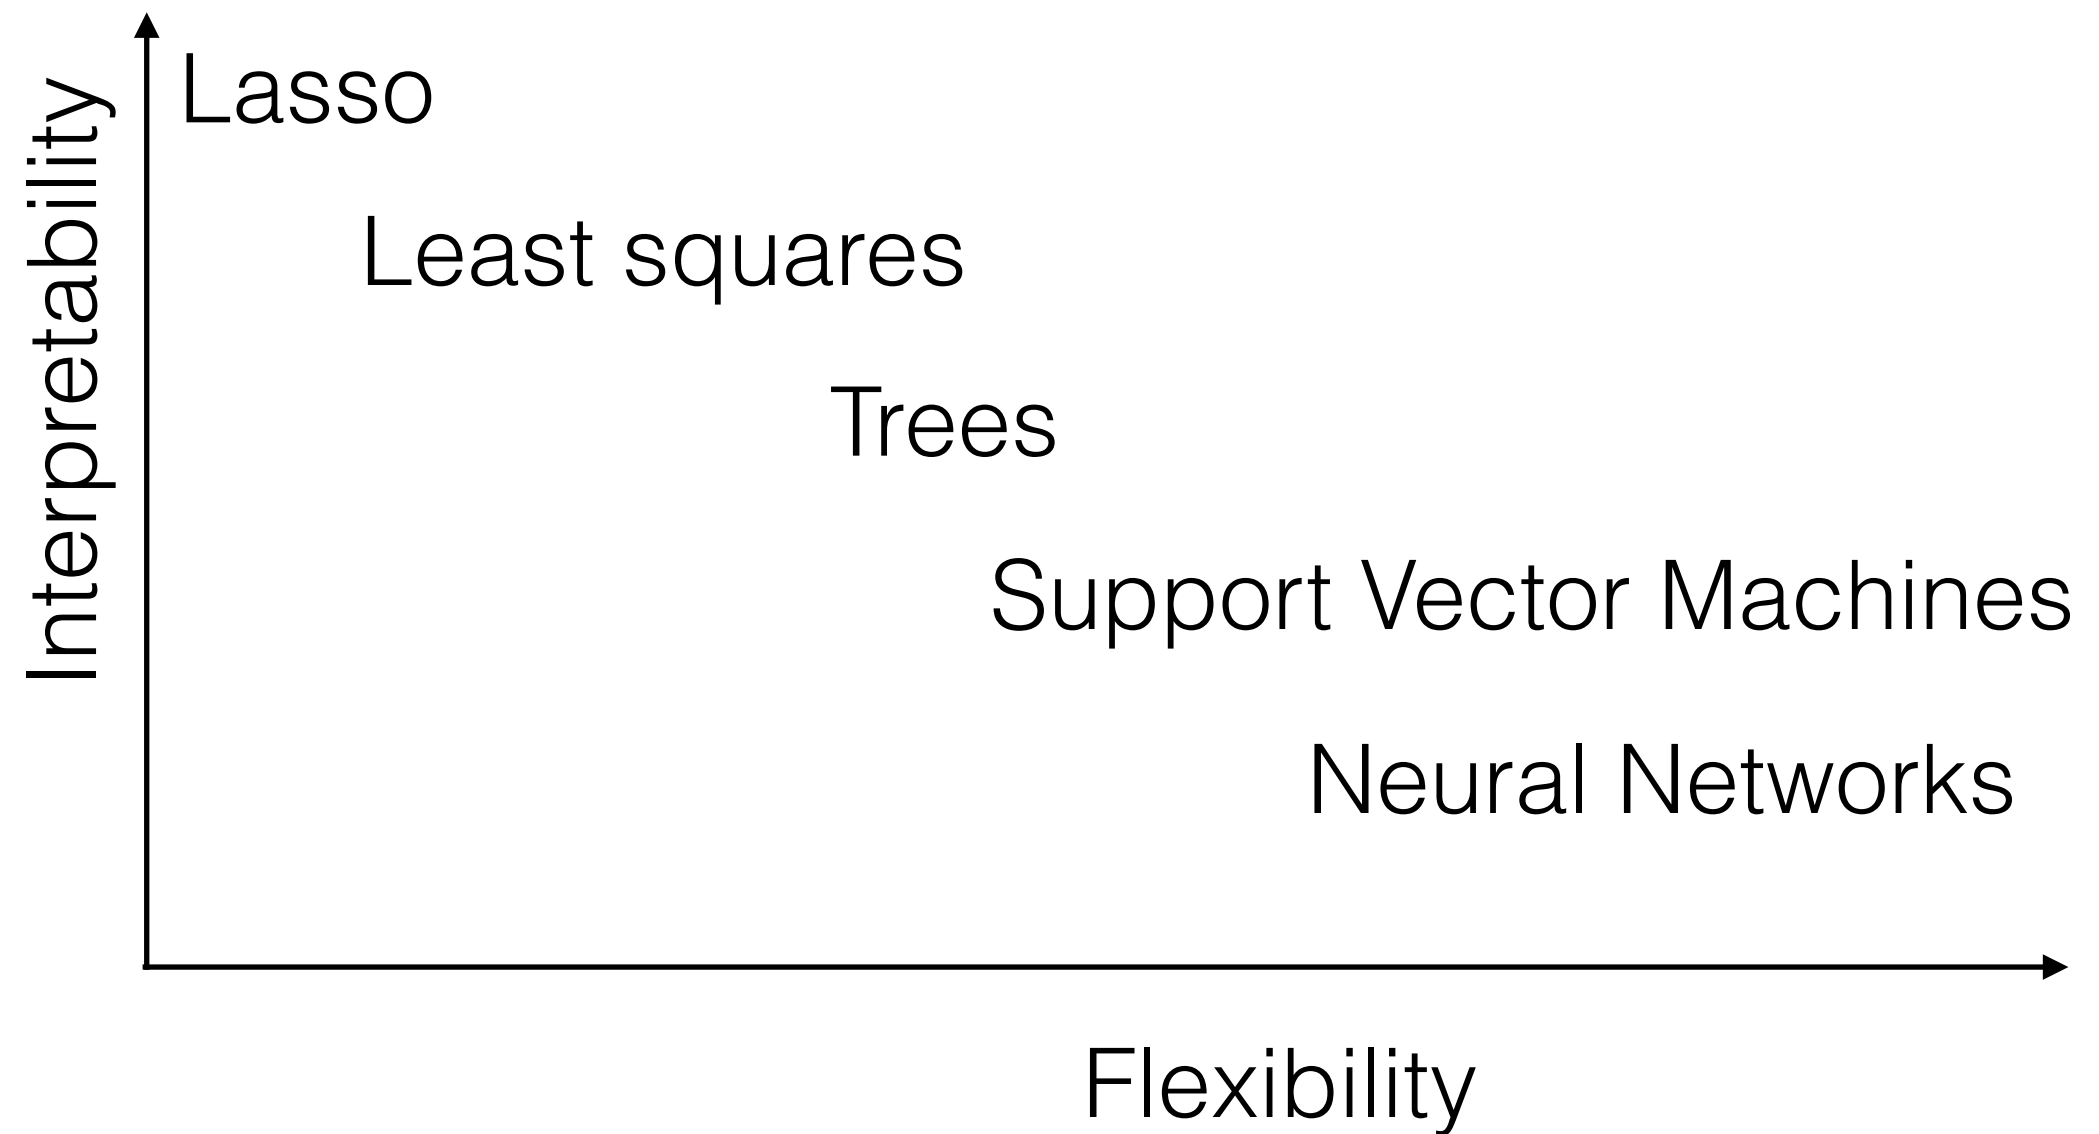 Interpretability
Lasso
Least squares
Trees
Support Vector Machines
Neural Networks
Flexibility